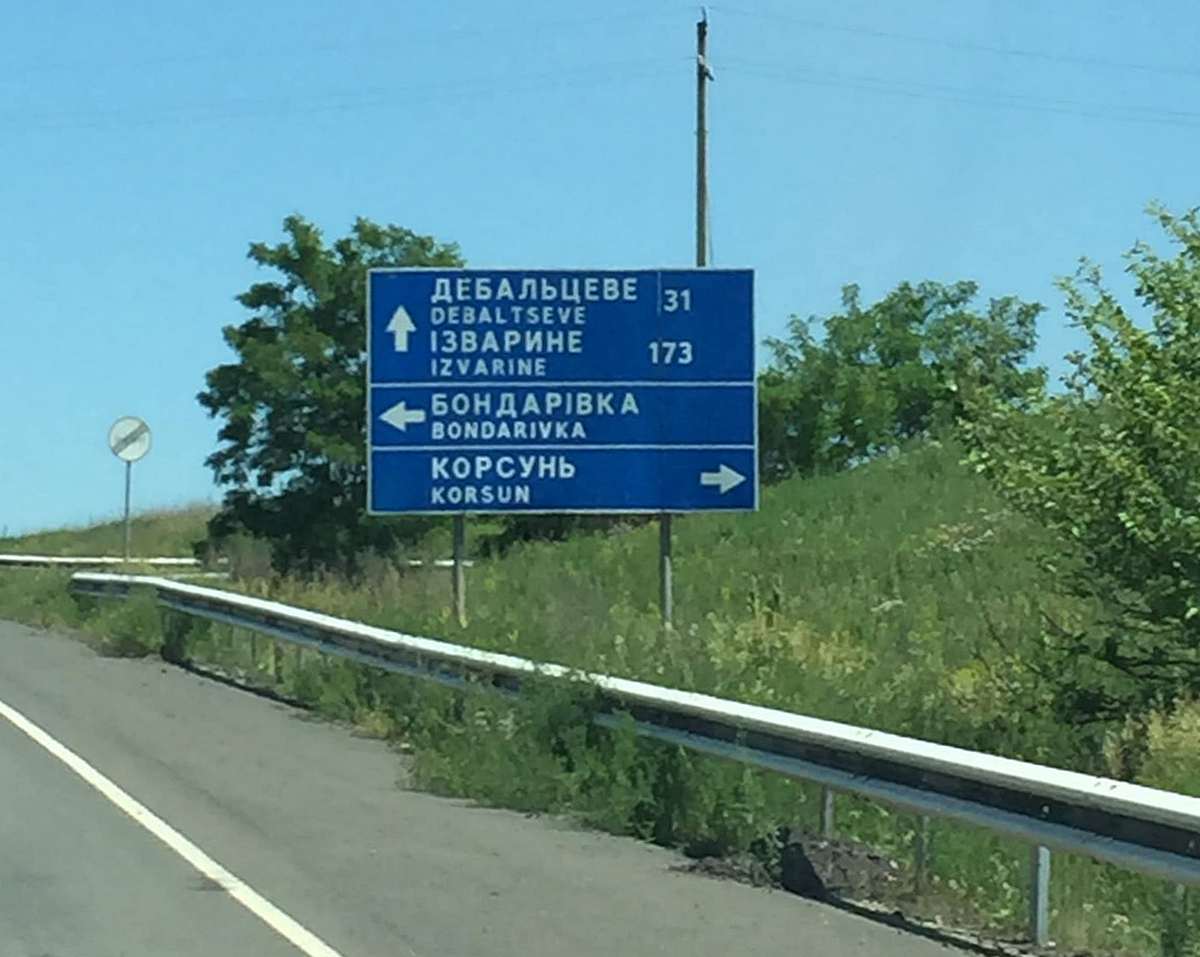 ДЕБАЛЬЦЕВЕ 31
DEBALTSEVE
ІЗВАРИНЕ 173
IZVARINE
БОНДАРІВКА
BONDARIVKA
КОРСУНЬ
KORSUN